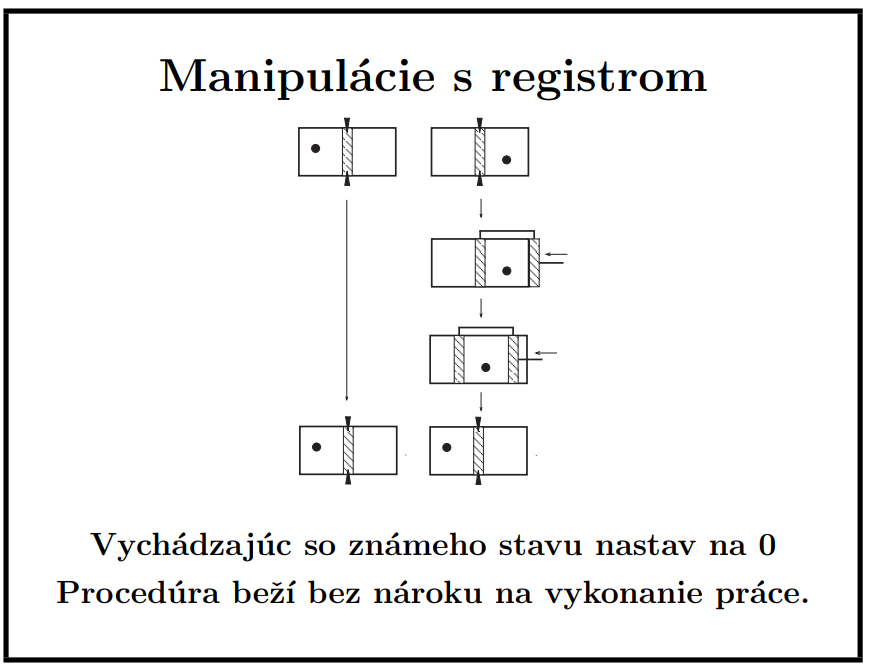 Manipulácie s registrom
Vychádzajúc so známeho stavu nastav na 0
Procedúra beží bez nároku na vykonanie práce.